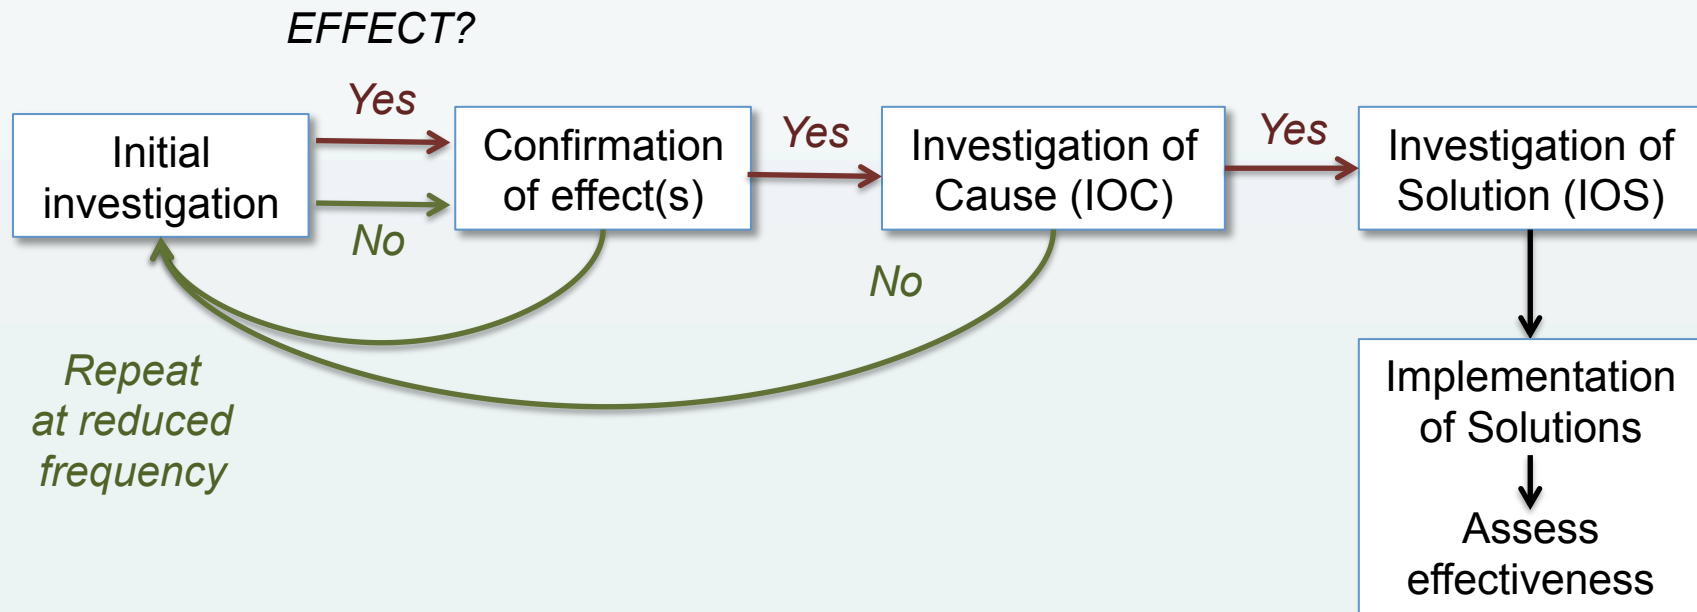 EFFECT?
Initial
investigation
Yes
No
Confirmation
of effect(s)
Yes
Investigation of
Cause (IOC)
No
Yes
Investigation of
Solution (IOS)
Repeat
at reduced
frequency
Implementation
of Solutions
Assess
effectiveness